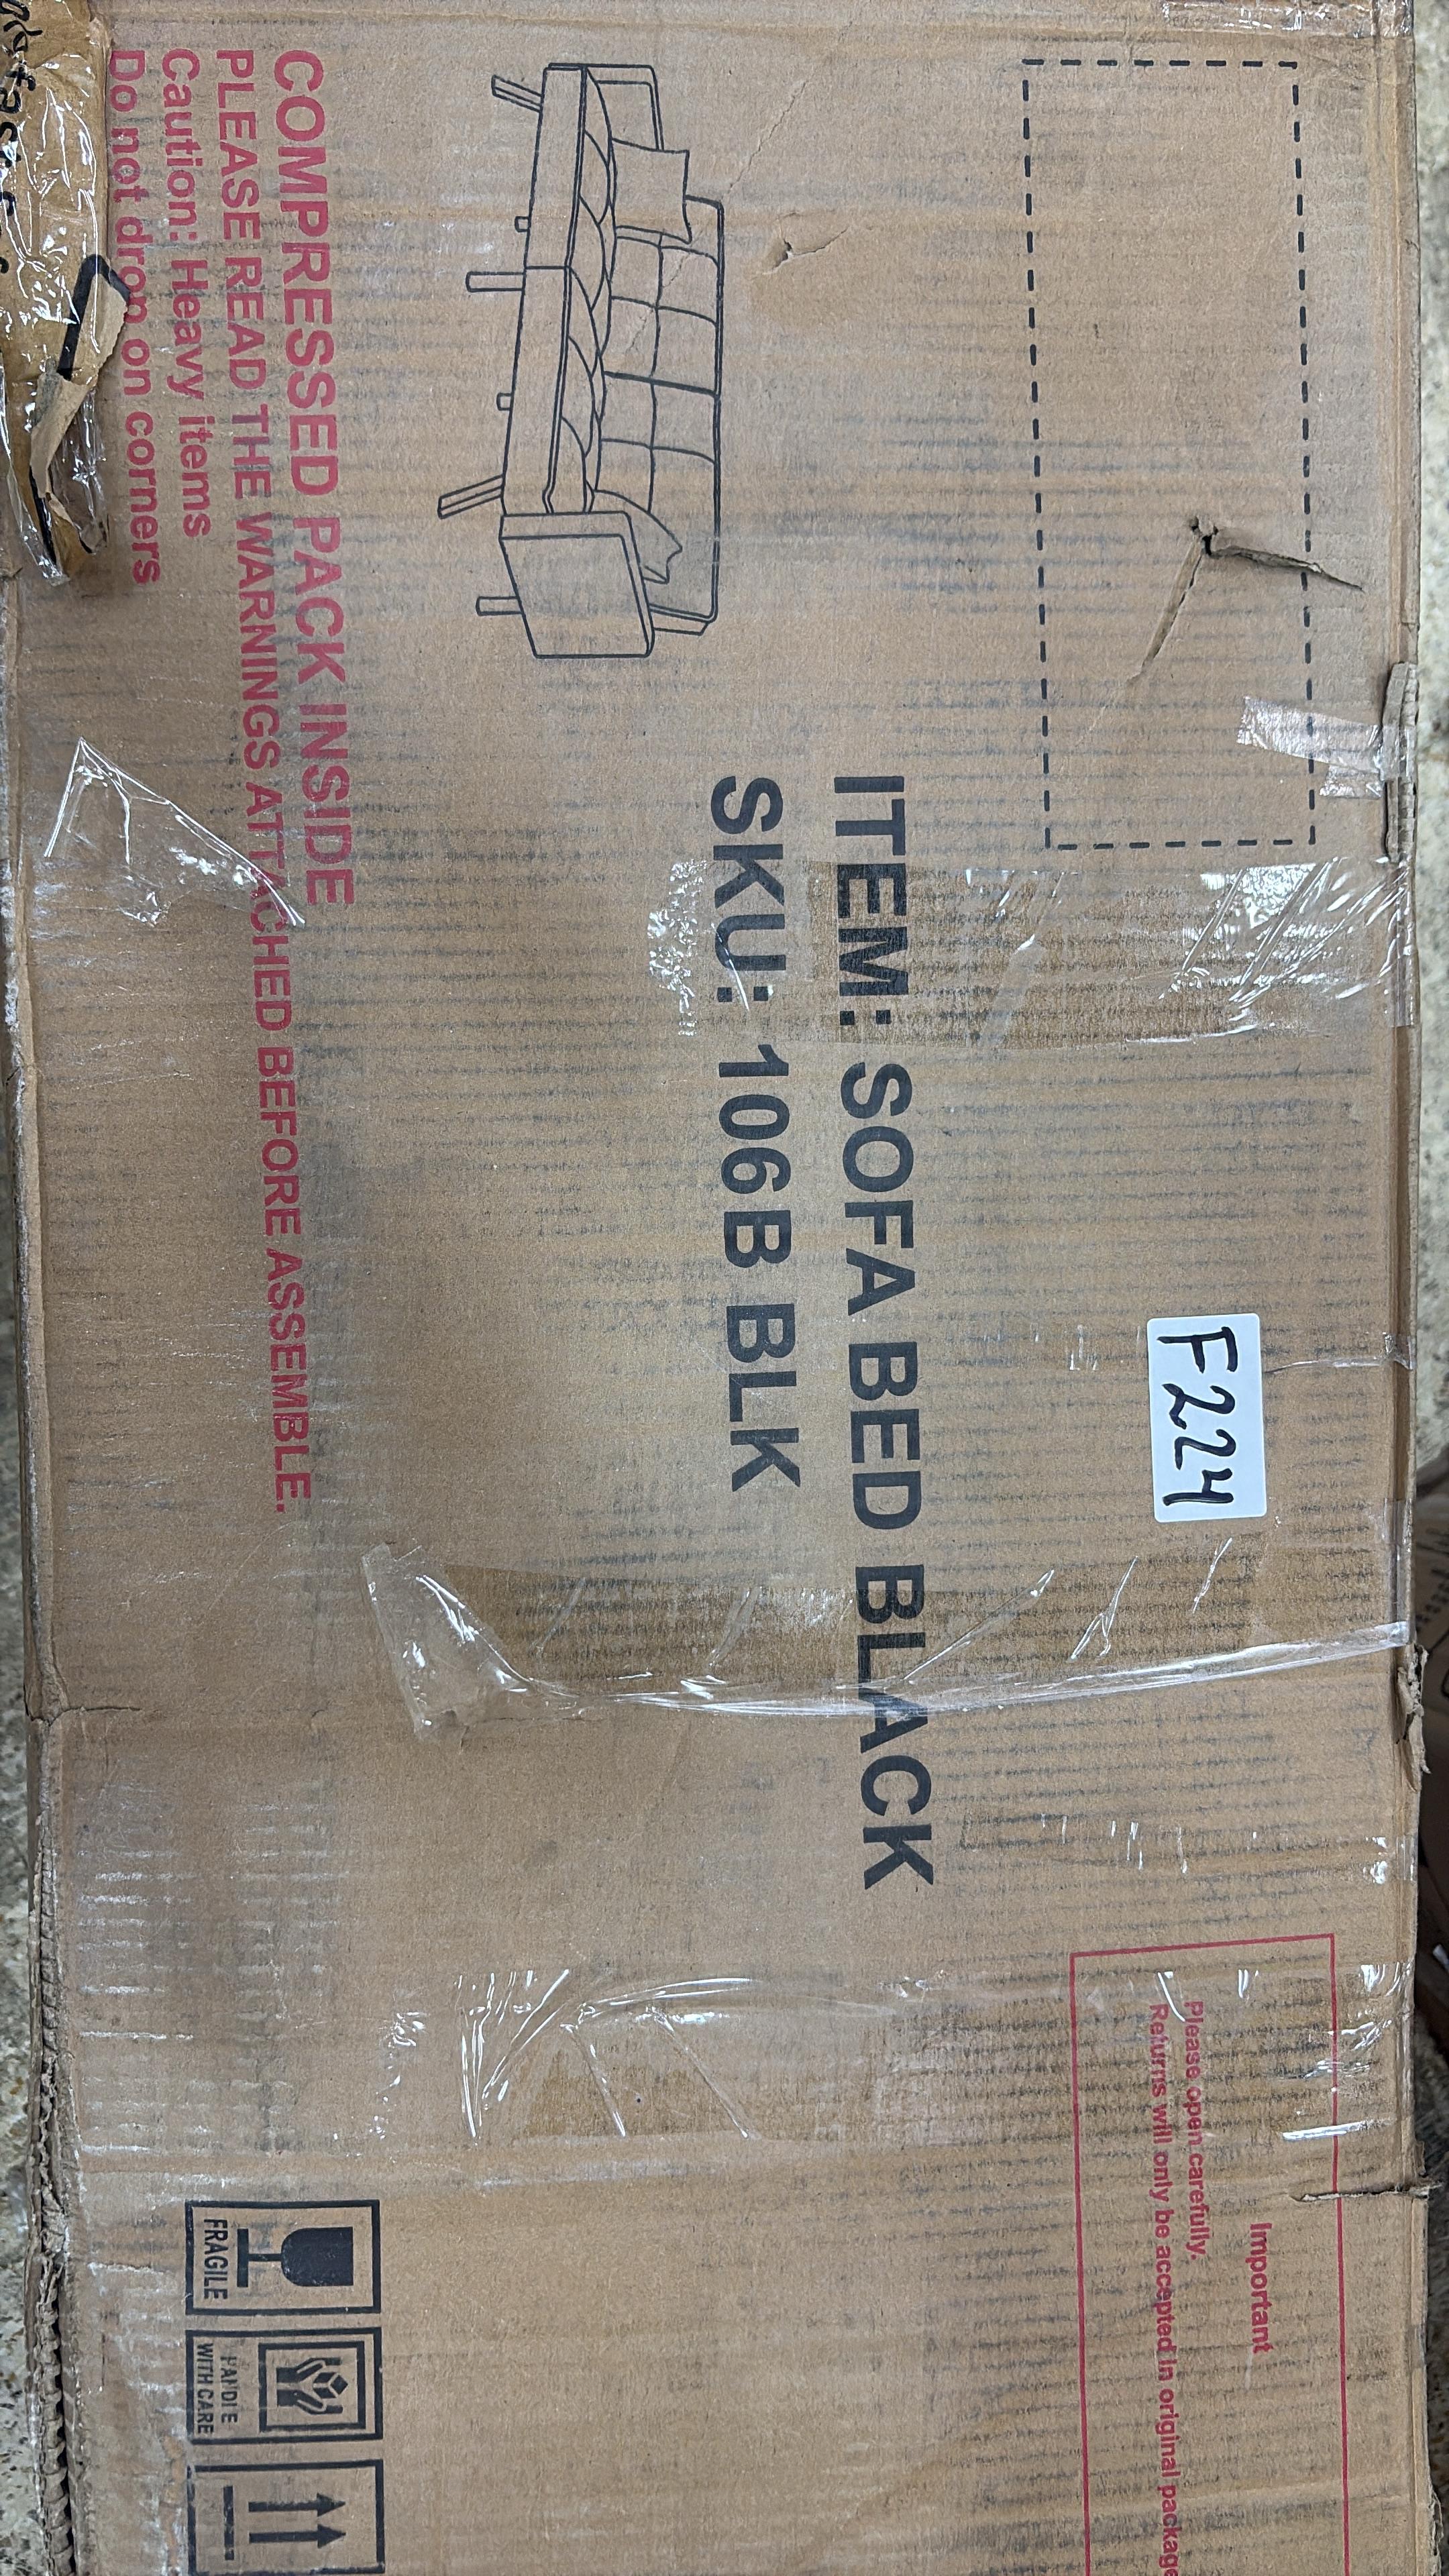 F224
Important
Please open carefully.
Returns will only be accepted in original package
ITEM: SOFA BED BLACK
SKU: 106B BLK
COMPRESSED PACK INSIDE
PLEASE READ THE WARNINGS ATTACHED BEFORE ASSEMBLE.
Caution: Heavy items
Do not drop on corners
FRAGILE
HANDLE
WITH CARE